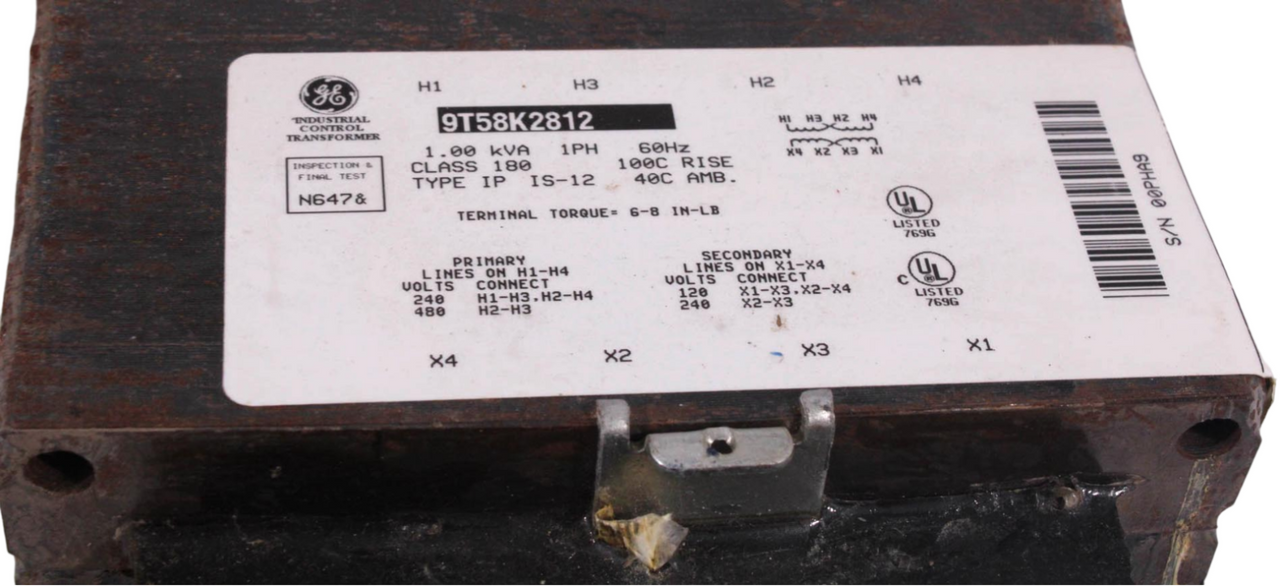 H1 H3 H2 H4
GE
INDUSTRIAL
CONTROL
TRANSFORMER
INSPECTION &
FINAL TEST
N647&
9T58K2812
1.00 kVA 1PH 60Hz
CLASS 180 100C RISE
TYPE IP IS-12 40C AMB.
TERMINAL TORQUE= 6-8 IN-LB
H1 H3 H2 H4
X4 X2 X3 X1
PRIMARY
LINES ON H1-H4
VOLTS CONNECT
240 H1-H3.H2-H4
480 H2-H3
SECONDARY
LINES ON X1-X4
VOLTS CONNECT
120 X1-X3.X2-X4
240 X2-X3
UL
LISTED
769G
C UL
LISTED
769G
S/N 00PHA9
X4 X2 X3 X1